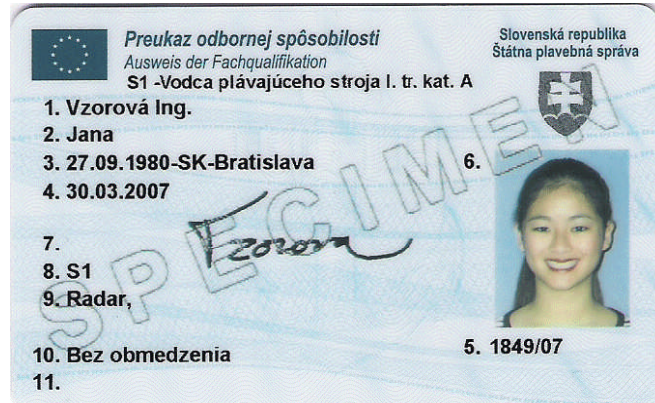 Preukaz odbornej spôsobilosti
Ausweis der Fachqualifikation
S1 -Vodca plávajúceho stroja I. tr. kat. A
Slovenská republika
Štátna plavebná správa
1. Vzorová Ing.
2. Jana
3. 27.09.1980-SK-Bratislava
4. 30.03.2007
6.
7.
Vzorova
8. S1
9. Radar,
10. Bez obmedzenia
5. 1849/07
11.
SPECIMEN